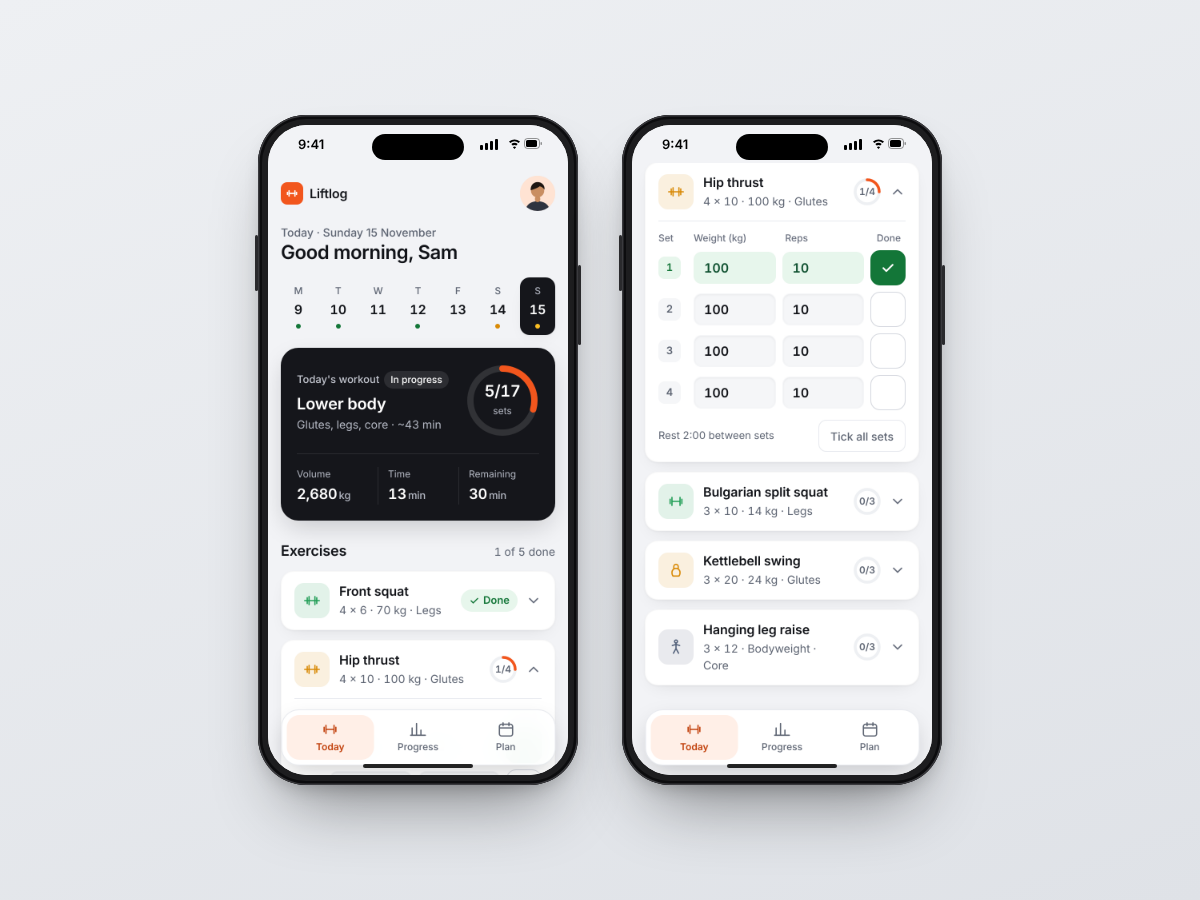 9:41
Liftlog
Today · Sunday 15 November
Good morning, Sam
M T W T F S S
9 10 11 12 13 14 15
Today's workout In progress
Lower body
Glutes, legs, core · ~43 min
5/17
sets
Volume Time Remaining
2,680 kg 13 min 30 min
Exercises 1 of 5 done
Front squat
4 × 6 · 70 kg · Legs
Done
Hip thrust
4 × 10 · 100 kg · Glutes
1/4
Today Progress Plan
9:41
Hip thrust
4 × 10 · 100 kg · Glutes
1/4
Set Weight (kg) Reps Done
1 100 10
2 100 10
3 100 10
4 100 10
Rest 2:00 between sets Tick all sets
Bulgarian split squat
3 × 10 · 14 kg · Legs
0/3
Kettlebell swing
3 × 20 · 24 kg · Glutes
0/3
Hanging leg raise
3 × 12 · Bodyweight ·
Core
0/3
Today Progress Plan